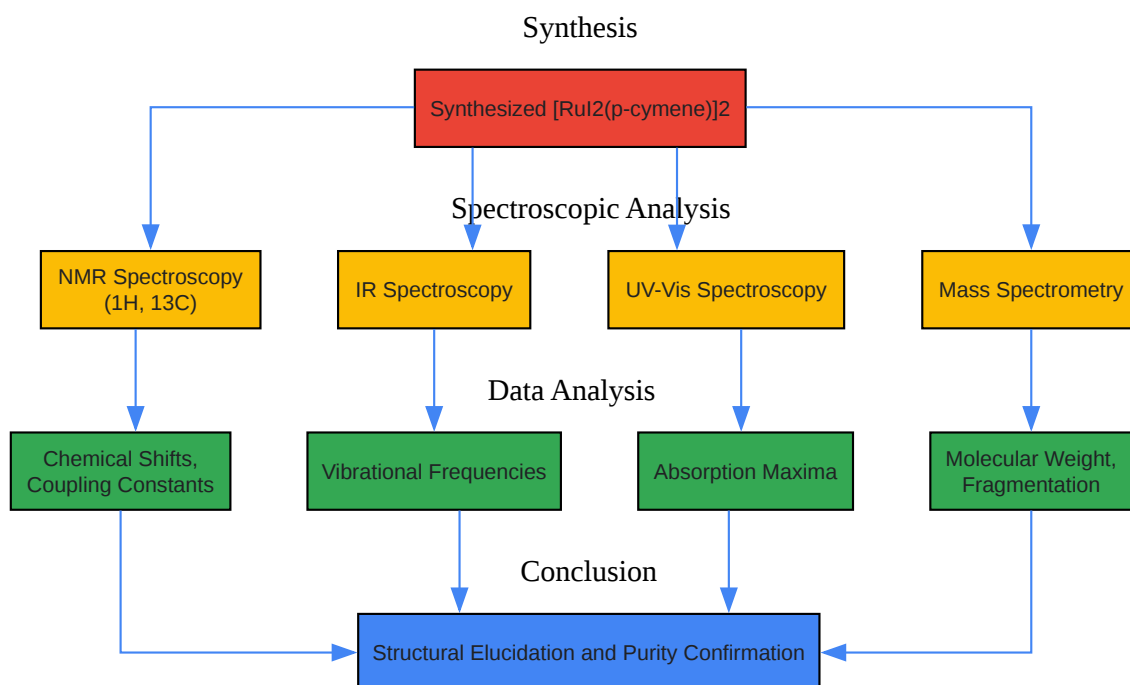 Synthesis
Synthesized [RuI2(p-cymene)]2
Spectroscopic Analysis
NMR Spectroscopy
(1H, 13C)
IR Spectroscopy
UV-Vis Spectroscopy
Mass Spectrometry
Data Analysis
Chemical Shifts,
Coupling Constants
Vibrational Frequencies
Absorption Maxima
Molecular Weight,
Fragmentation
Conclusion
Structural Elucidation and Purity Confirmation